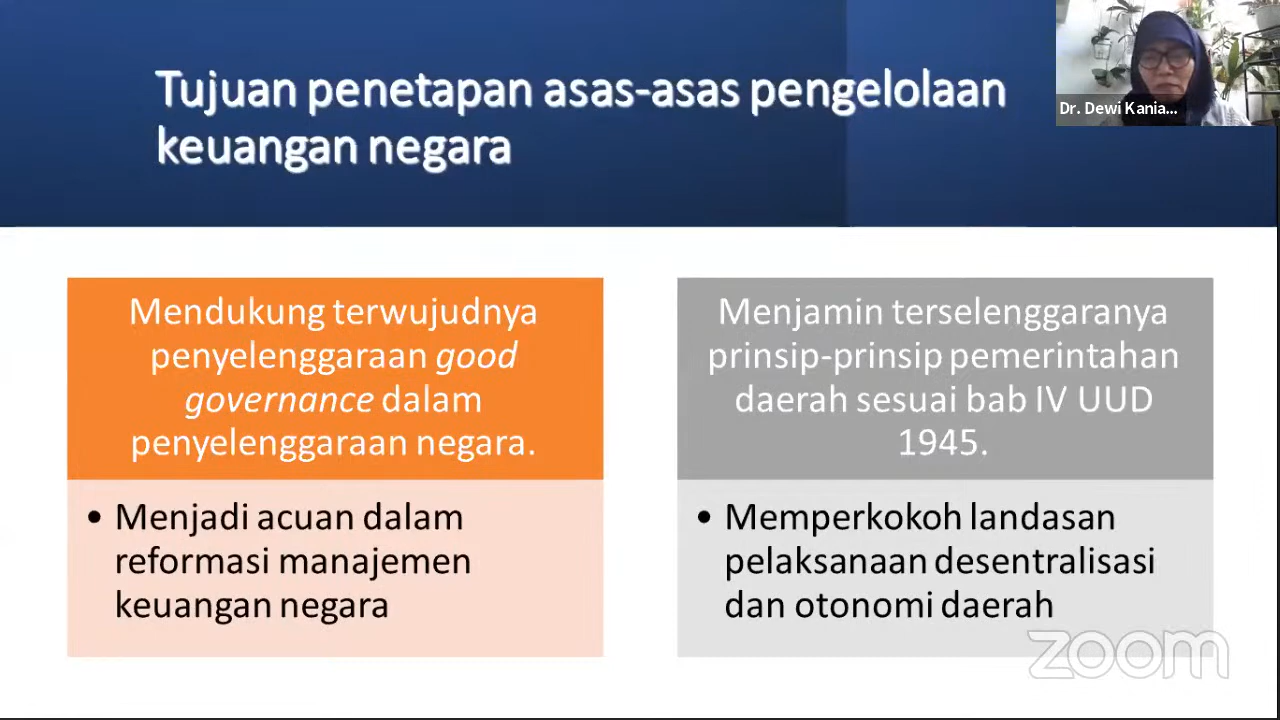 Tujuan penetapan asas-asas pengelolaan
keuangan negara
Dr. Dewi Kania...
Mendukung terwujudnya
penyelenggaraan good
governance dalam
penyelenggaraan negara.
• Menjadi acuan dalam
reformasi manajemen
keuangan negara
Menjamin terselenggaranya
prinsip-prinsip pemerintahan
daerah sesuai bab IV UUD
1945.
• Memperkokoh landasan
pelaksanaan desentralisasi
dan otonomi daerah
zoom